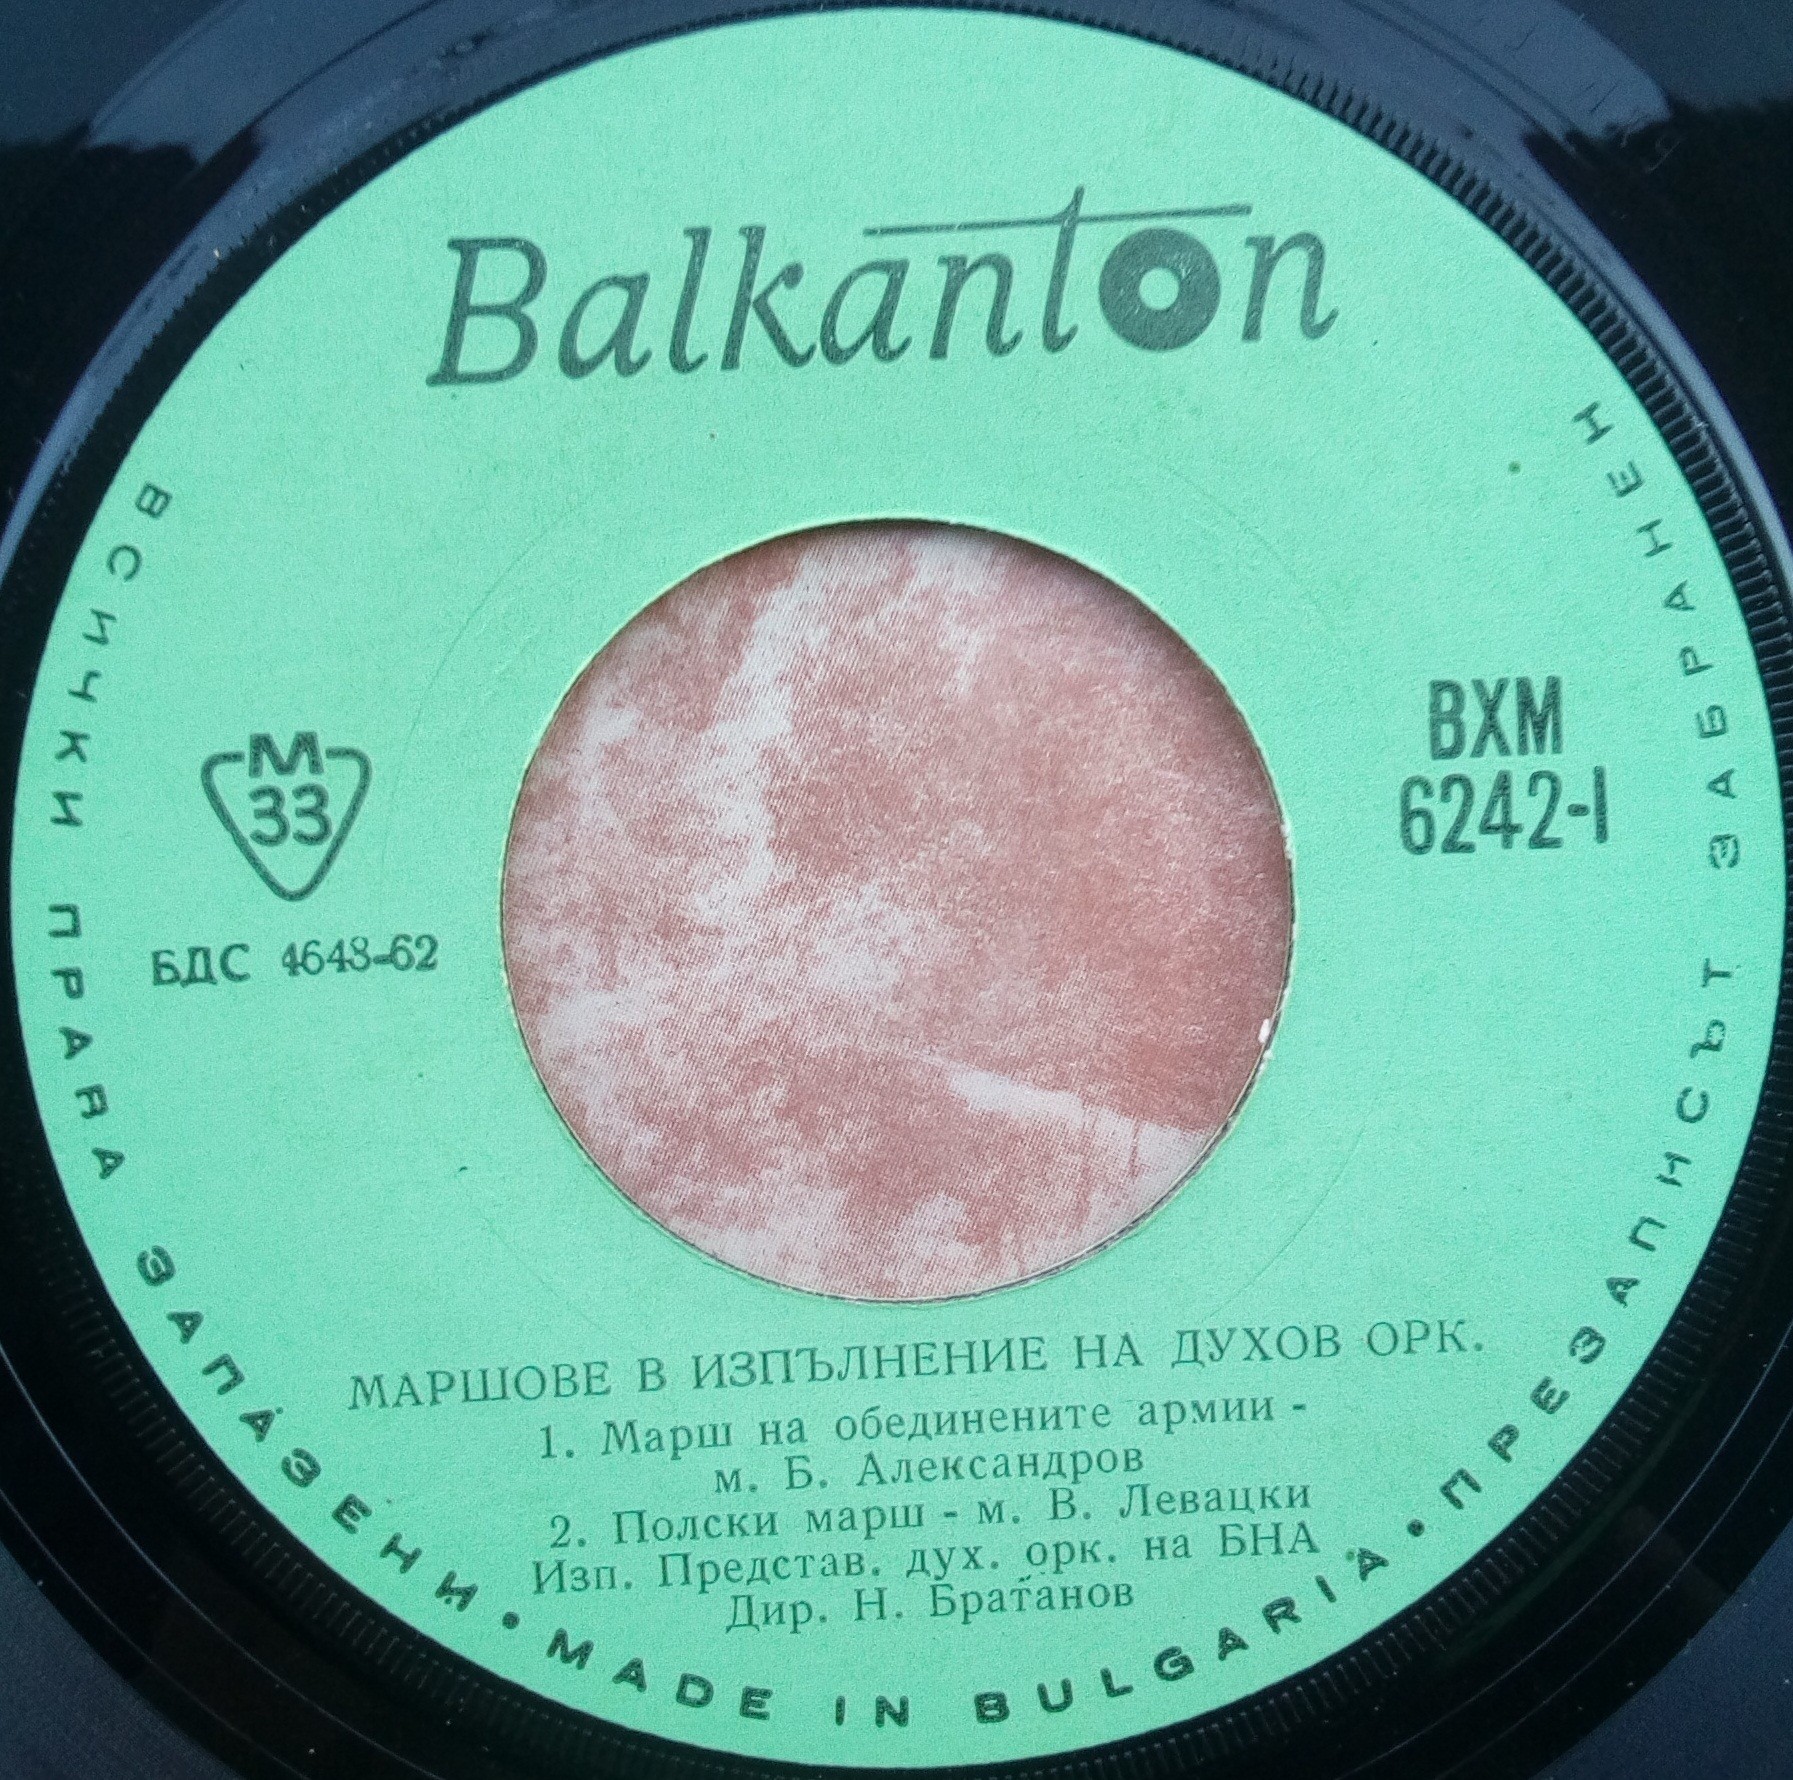 Balkanton
ВХМ
6242-I
М
33
БДС 4643-62
МАРШОВЕ В ИЗПЪЛНЕНИЕ НА ДУХОВ ОРК.
1. Марш на обединените армии -
м. Б. Александров
2. Полски марш - м. В. Левацки
Изп. Представ. дух. орк. на БНА
Дир. Н. Братанов
ВСИЧКИ ПРАВА ЗАПАЗЕНИ • MADE IN BULGARIA • ПРЕЗАПИСЪТ ЗАБРАНЕН